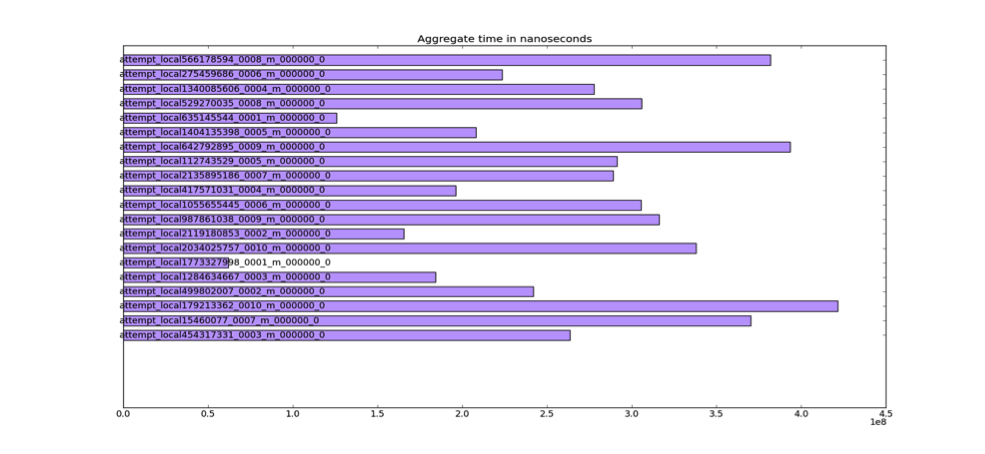 Aggregate time in nanoseconds
attempt_local566178594_0008_m_000000_0
attempt_local275459686_0006_m_000000_0
attempt_local1340085606_0004_m_000000_0
attempt_local529270035_0008_m_000000_0
attempt_local635145544_0001_m_000000_0
attempt_local1404135398_0005_m_000000_0
attempt_local642792895_0009_m_000000_0
attempt_local112743529_0005_m_000000_0
attempt_local2135895186_0007_m_000000_0
attempt_local417571031_0004_m_000000_0
attempt_local1055655445_0006_m_000000_0
attempt_local987861038_0009_m_000000_0
attempt_local2119180853_0002_m_000000_0
attempt_local2034025757_0010_m_000000_0
attempt_local1773327998_0001_m_000000_0
attempt_local1284634667_0003_m_000000_0
attempt_local499802007_0002_m_000000_0
attempt_local179213362_0010_m_000000_0
attempt_local15460077_0007_m_000000_0
attempt_local454317331_0003_m_000000_0
0.0 0.5 1.0 1.5 2.0 2.5 3.0 3.5 4.0 4.5
1e8